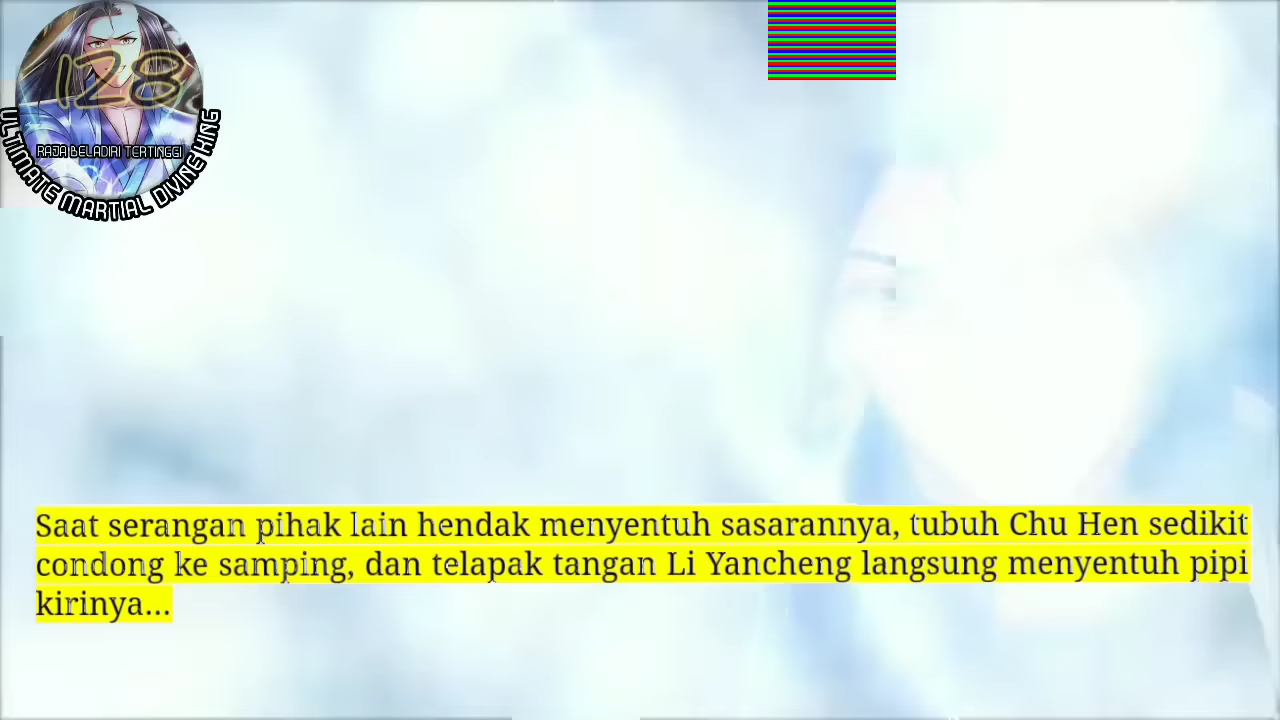 128
RAJA BELADIRI TERTINGGI
ULTIMATE MARTIAL DIVINE KING
Saat serangan pihak lain hendak menyentuh sasarannya, tubuh Chu Hen sedikit
condong ke samping, dan telapak tangan Li Yancheng langsung menyentuh pipi
kirinya...